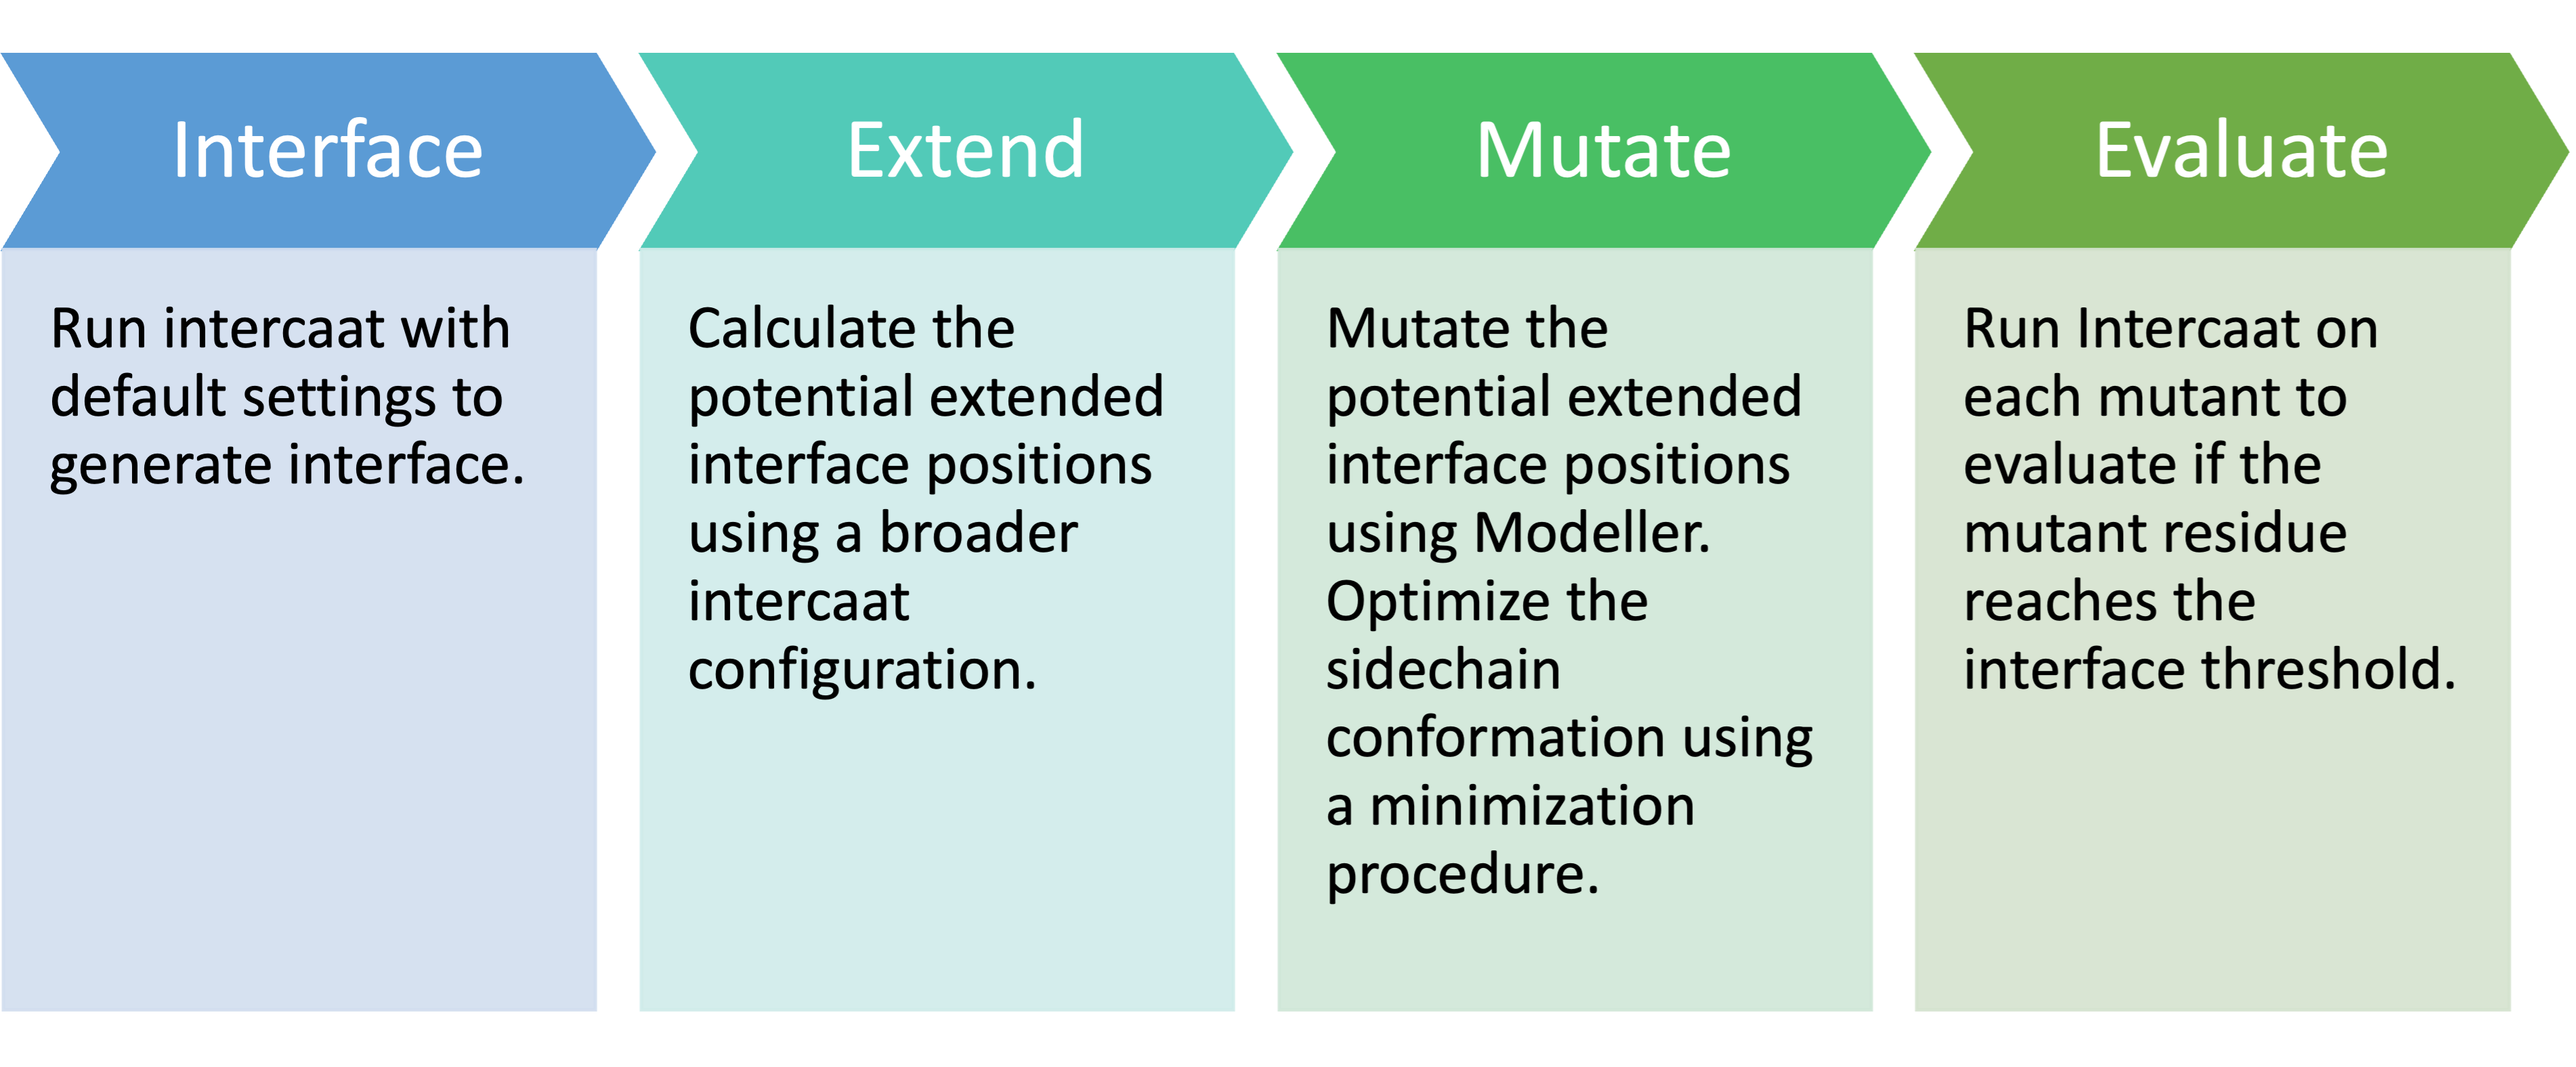 Interface
Run intercaat with
default settings to
generate interface.
Extend
Calculate the
potential extended
interface positions
using a broader
intercaat
configuration.
Mutate
Mutate the
potential extended
interface positions
using Modeller.
Optimize the
sidechain
conformation using
a minimization
procedure.
Evaluate
Run Intercaat on
each mutant to
evaluate if the
mutant residue
reaches the
interface threshold.